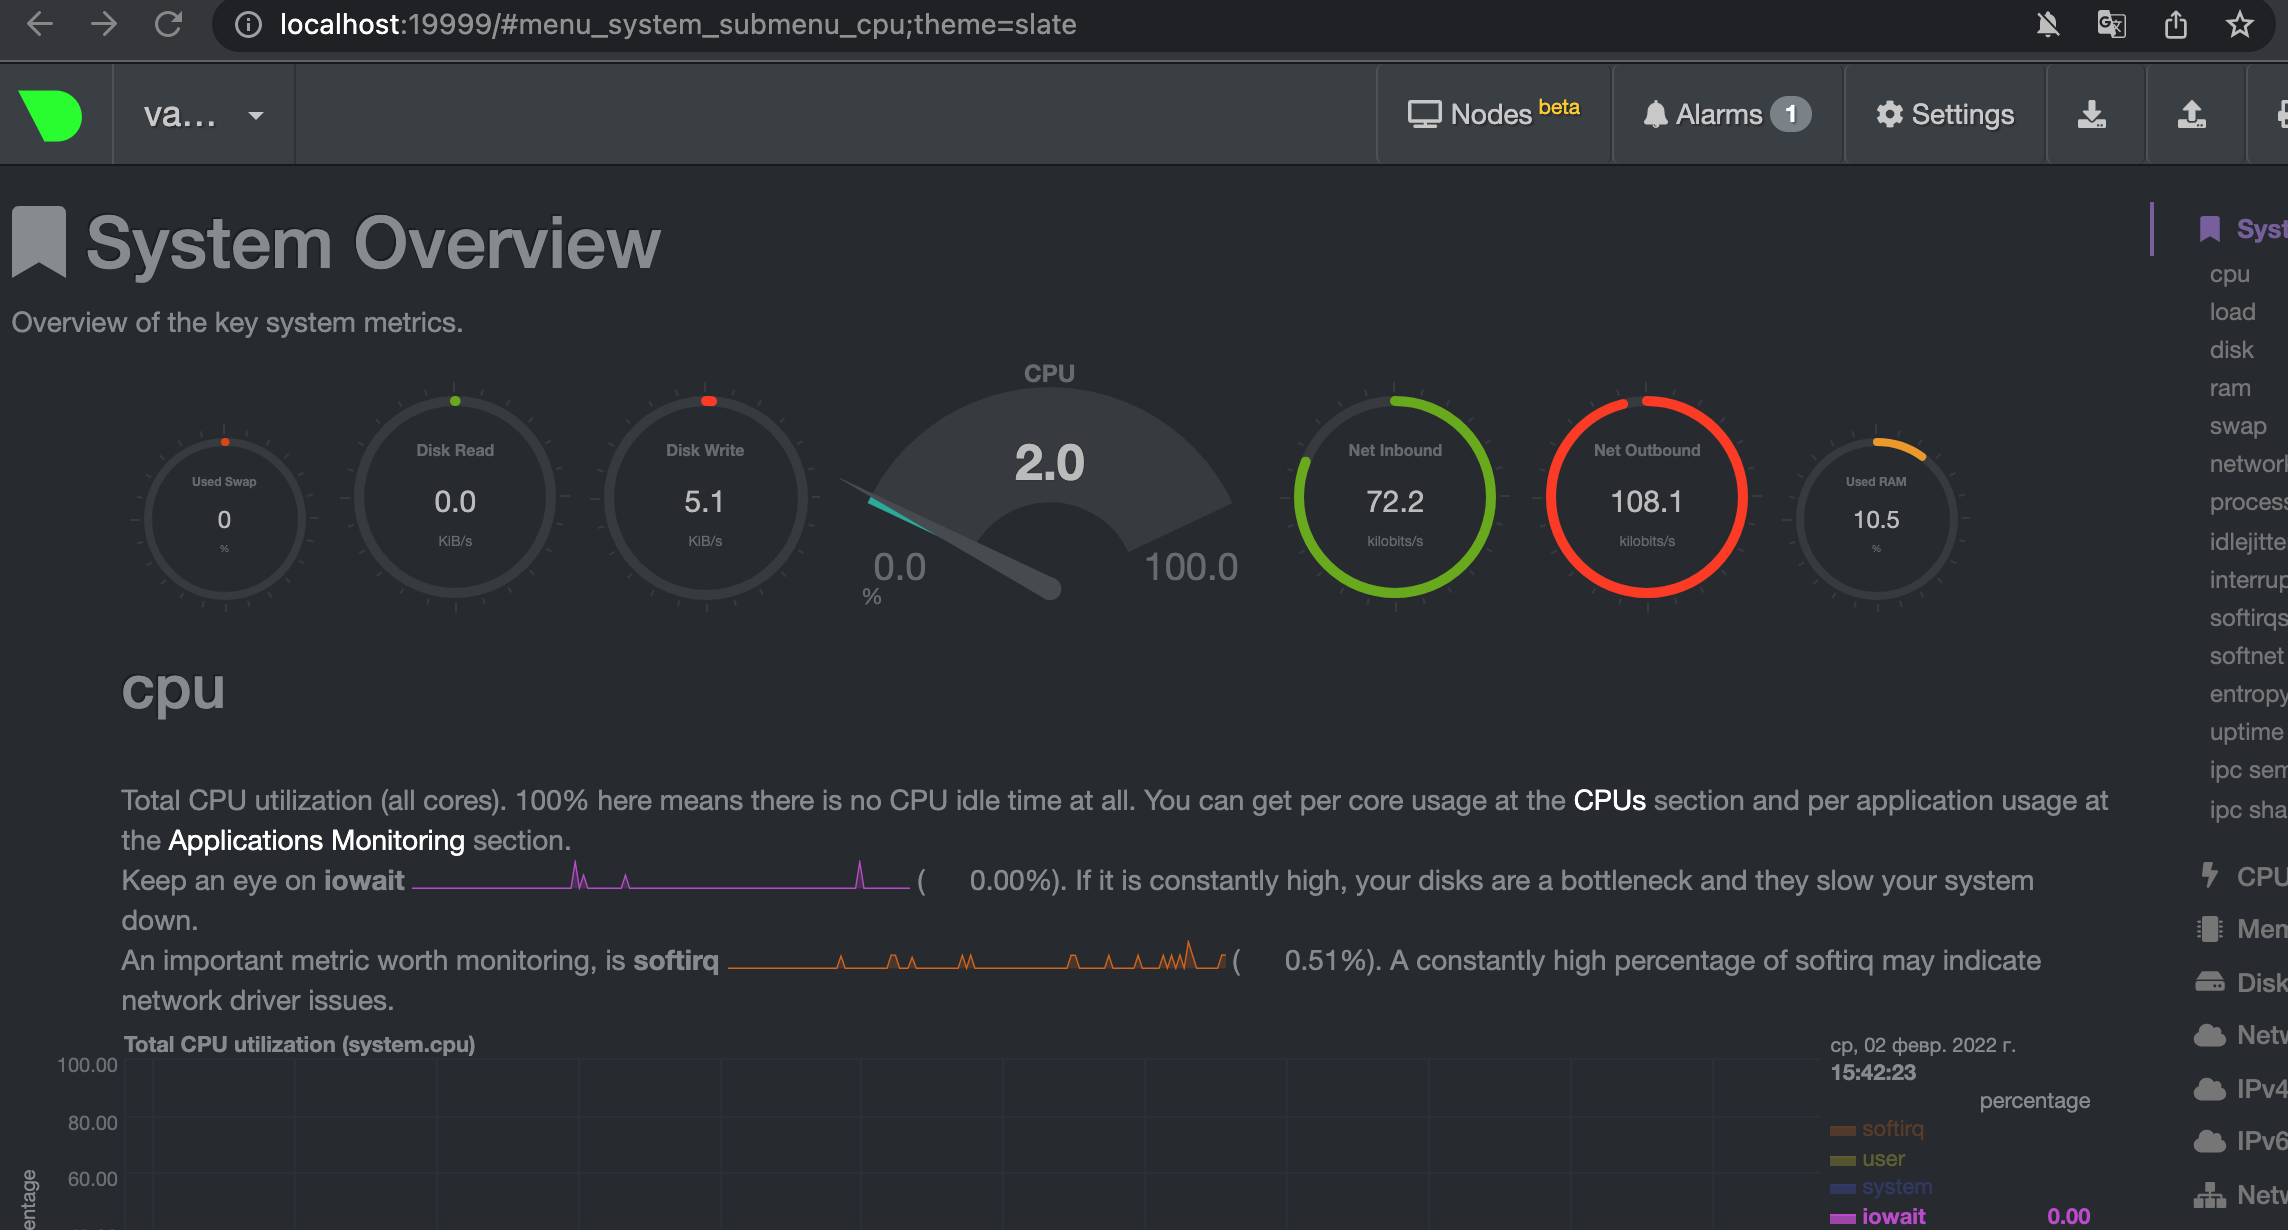 localhost:19999/#menu_system_submenu_cpu;theme=slate
va...
Nodes beta
Alarms 1
Settings
System Overview
Overview of the key system metrics.
Used Swap
0
%
Disk Read
0.0
KiB/s
Disk Write
5.1
KiB/s
CPU
2.0
0.0
100.0
%
Net Inbound
72.2
kilobits/s
Net Outbound
108.1
kilobits/s
Used RAM
10.5
%
cpu
Total CPU utilization (all cores). 100% here means there is no CPU idle time at all. You can get per core usage at the CPUs section and per application usage at
the Applications Monitoring section.
Keep an eye on iowait ( 0.00%). If it is constantly high, your disks are a bottleneck and they slow your system
down.
An important metric worth monitoring, is softirq ( 0.51%). A constantly high percentage of softirq may indicate
network driver issues.
Total CPU utilization (system.cpu)
100.00
80.00
60.00
entage
ср, 02 февр. 2022 г.
15:42:23
percentage
softirq
user
system
iowait 0.00
Syst
cpu
load
disk
ram
swap
network
process
idlejitte
interrup
softirqs
softnet
entropy
uptime
ipc sem
ipc sha
CPU
Mem
Disk
Netw
IPv4
IPv6
Netw